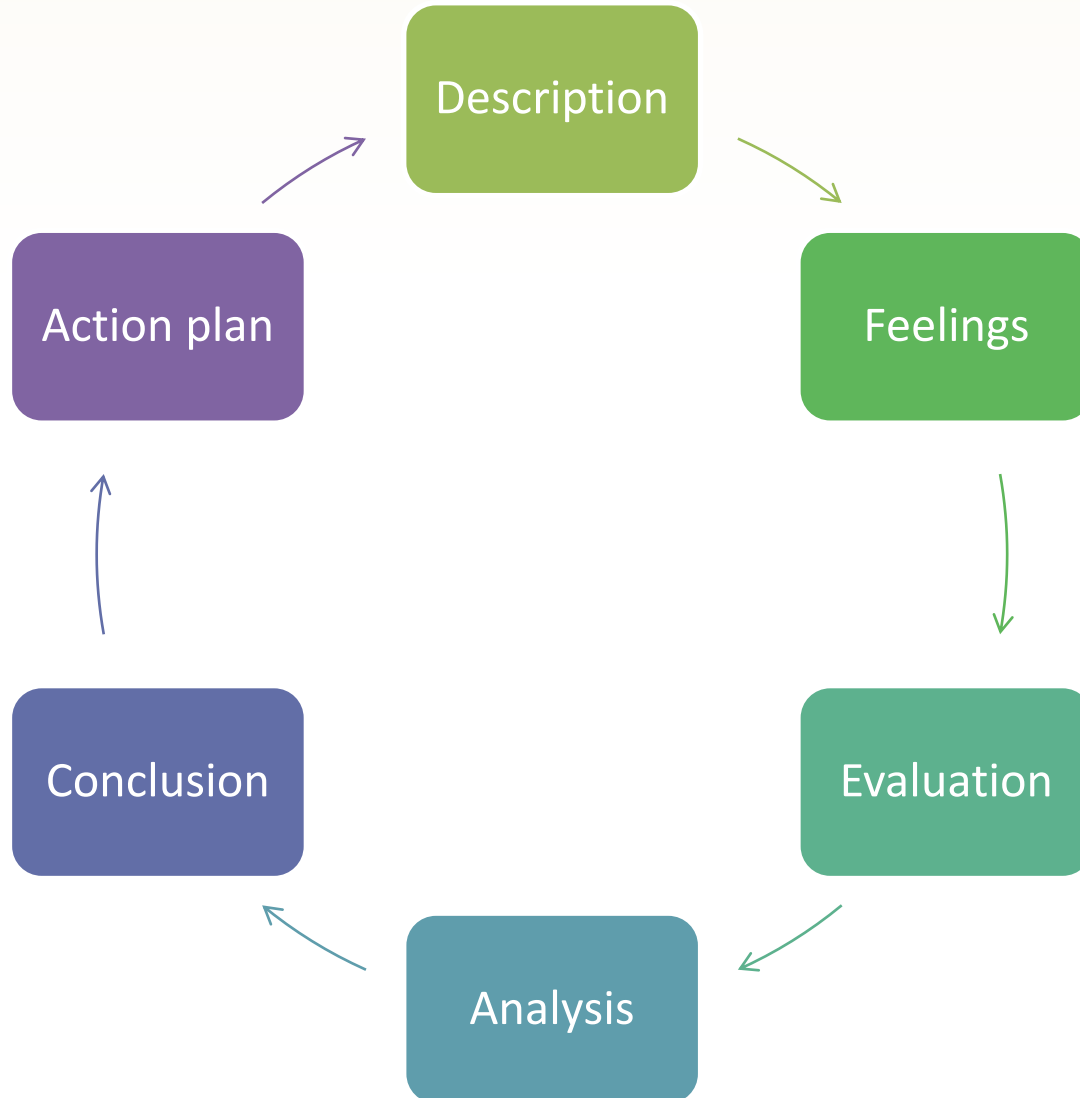 Description
Feelings
Evaluation
Analysis
Conclusion
Action plan